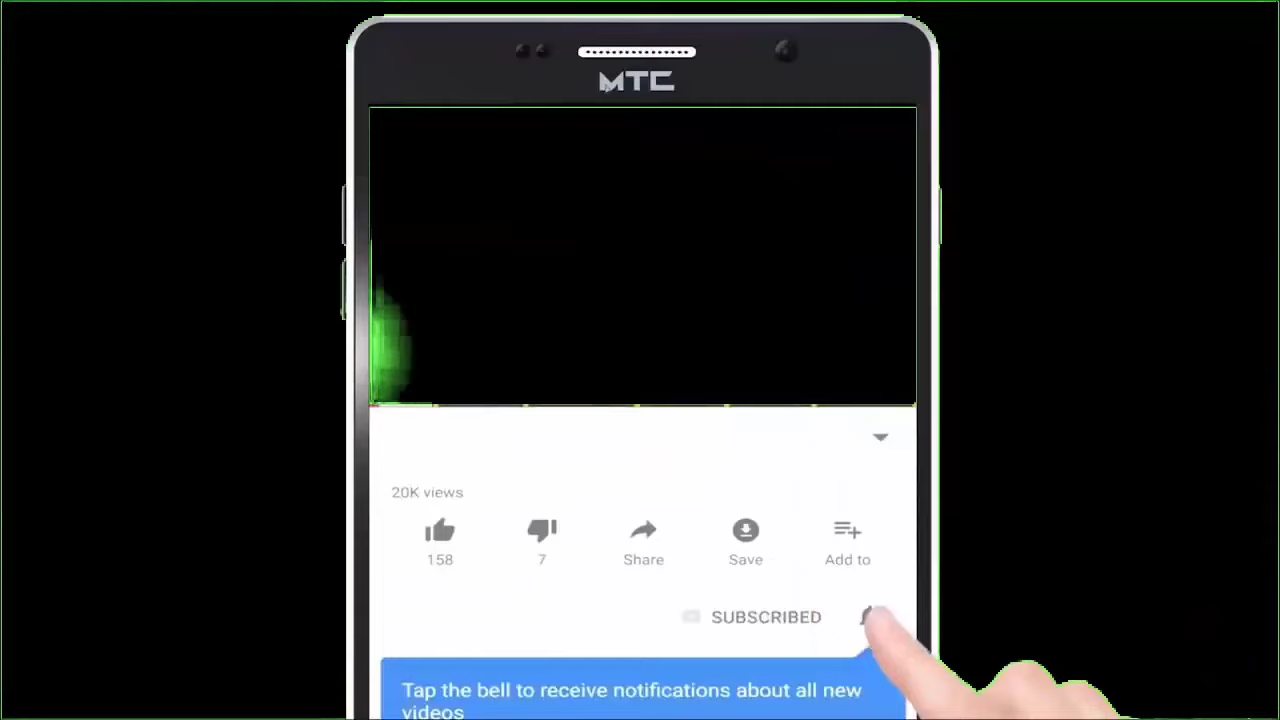 MTC
20K views
158
7
Share
Save
Add to
SUBSCRIBED
Tap the bell to receive notifications about all new
videos